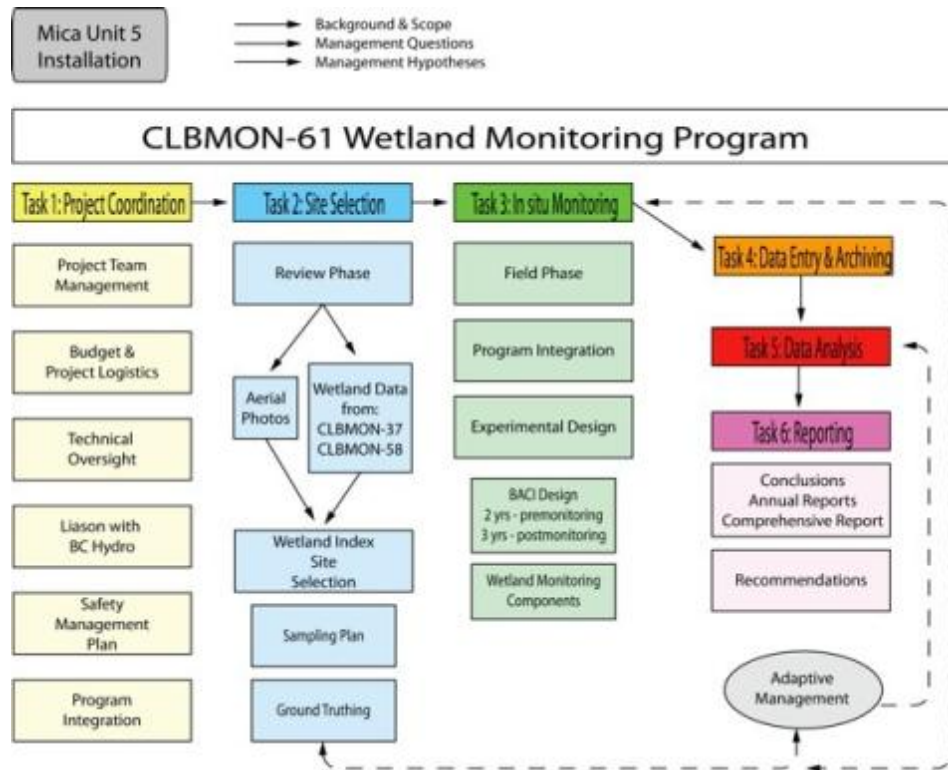 Mica Unit 5
Installation
Background & Scope
Management Questions
Management Hypotheses
CLBMON-61 Wetland Monitoring Program
Task 1: Project Coordination
Project Team
Management
Budget &
Project Logistics
Technical
Oversight
Liason with
BC Hydro
Safety
Management
Plan
Program
Integration
Task 2: Site Selection
Review Phase
Aerial
Photos
Wetland Data
from:
CLBMON-37
CLBMON-58
Wetland Index
Site
Selection
Sampling Plan
Ground Truthing
Task 3: In situ Monitoring
Field Phase
Program Integration
Experimental Design
BACI Design
2 yrs - premonitoring
3 yrs - postmonitoring
Wetland Monitoring
Components
Task 4: Data Entry & Archiving
Task 5: Data Analysis
Task 6: Reporting
Conclusions
Annual Reports
Comprehensive Report
Recommendations
Adaptive
Management